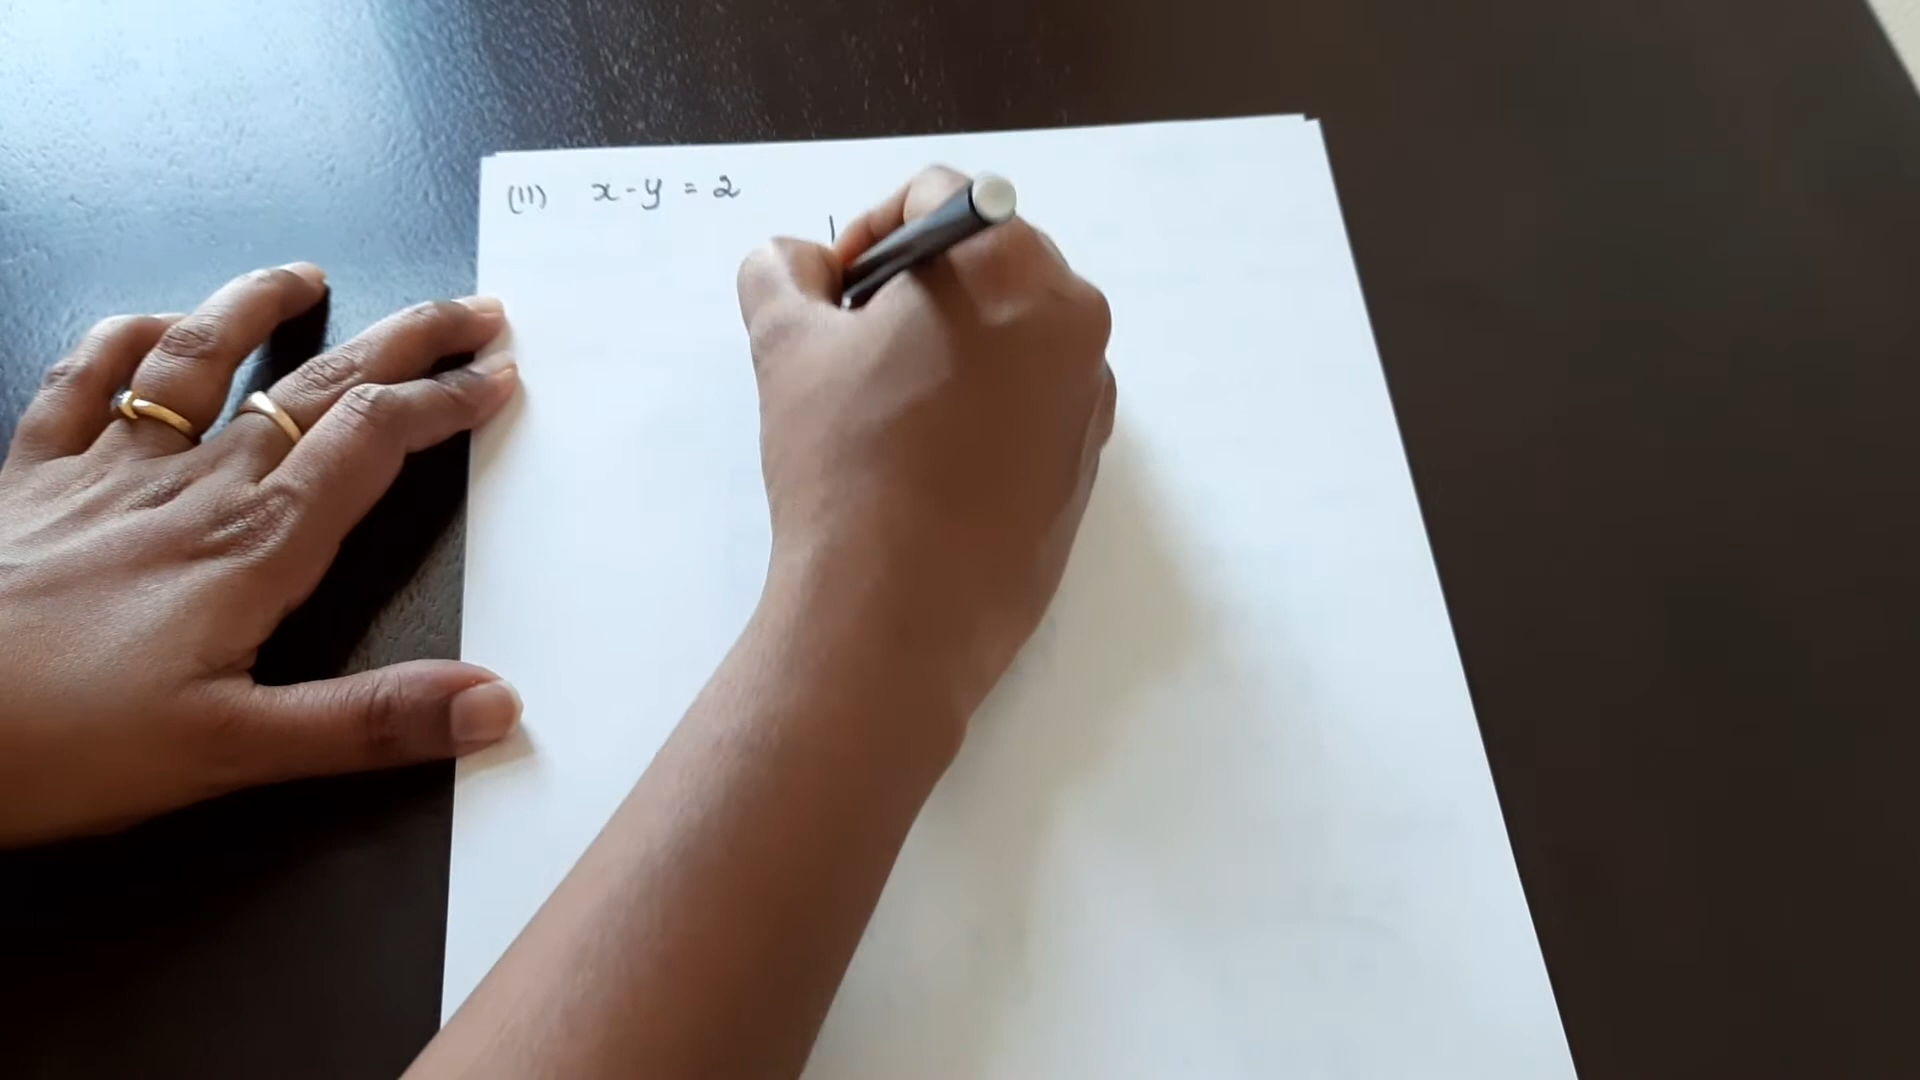 (11) x-y = 2